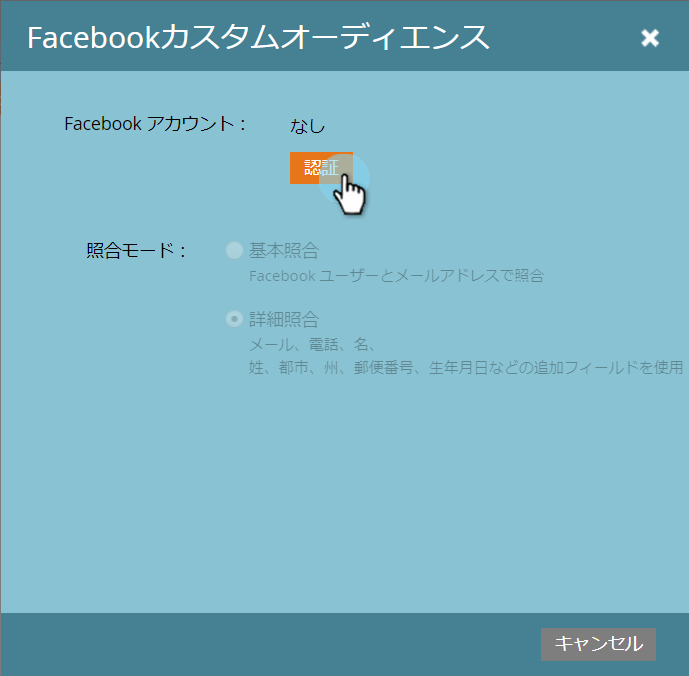 Facebookカスタムオーディエンス
Facebook アカウント：
なし
認証
照合モード：
基本照合
Facebook ユーザーとメールアドレスで照合
詳細照合
メール、電話、名、
姓、都市、州、郵便番号、生年月日などの追加フィールドを使用
キャンセル